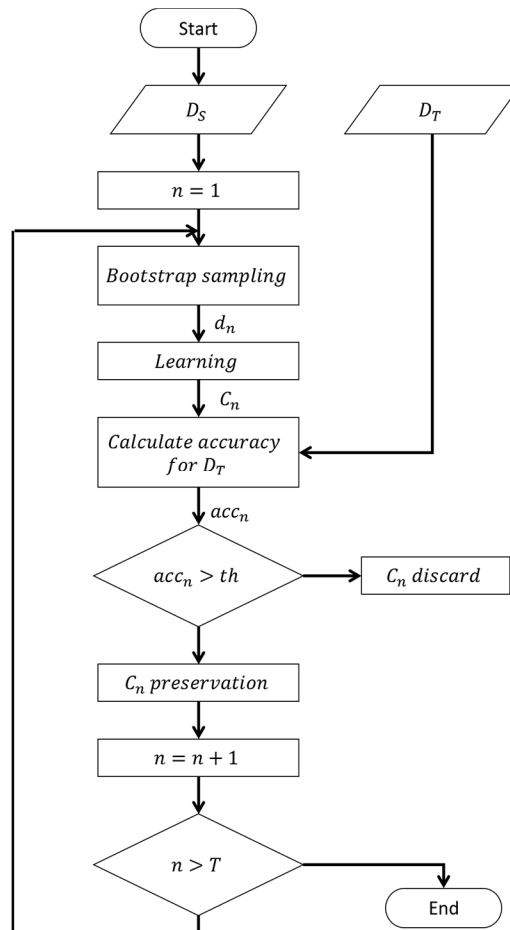 Start
D_S
D_T
n = 1
Bootstrap sampling
d_n
Learning
C_n
Calculate accuracy
for D_T
acc_n
acc_n > th
C_n discard
C_n preservation
n = n + 1
n > T
End